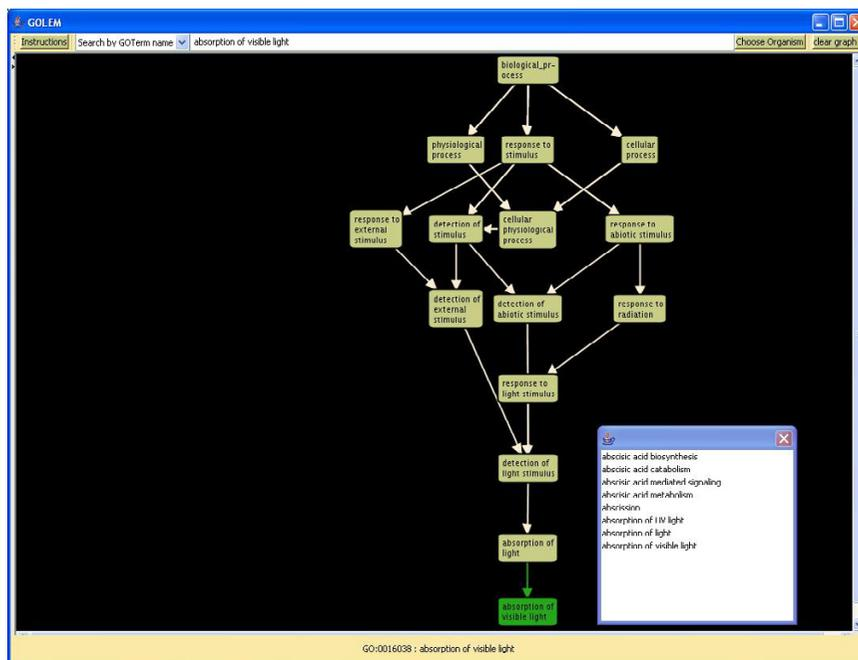 GOLEM
Instructions
Search by GOTerm name
absorption of visible light
Choose Organism
clear graph
biological_pr-
ocess
physiological
process
response to
stimulus
cellular
process
response to
external
stimulus
detection of
stimulus
cellular
physiological
process
response to
abiotic stimulus
detection of
external
stimulus
detection of
abiotic stimulus
response to
radiation
response to
light stimulus
detection of
light stimulus
absorption of
light
absorption of
visible light
abscisic acid biosynthesis
abscisic acid catabolism
abscisic acid mediated signaling
abscisic acid metabolism
abscission
absorption of UV light
absorption of light
absorption of visible light
GO:0016038 : absorption of visible light